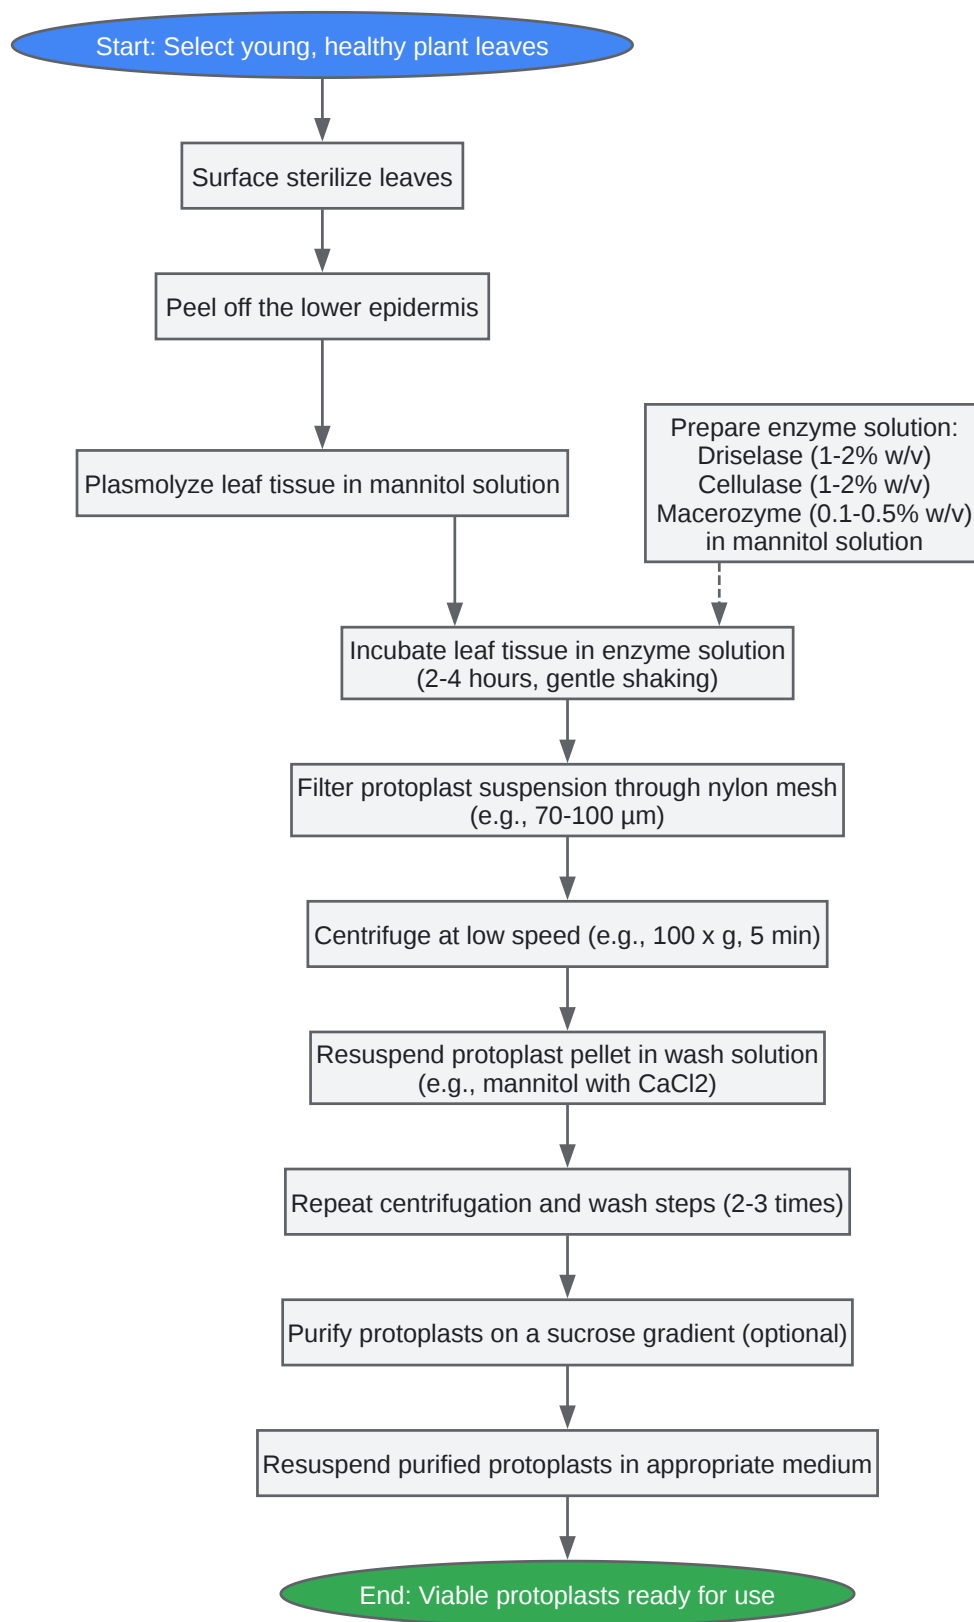 Start: Select young, healthy plant leaves
Surface sterilize leaves
Peel off the lower epidermis
Plasmolyze leaf tissue in mannitol solution
Prepare enzyme solution:
Driselase (1-2% w/v)
Cellulase (1-2% w/v)
Macerozyme (0.1-0.5% w/v)
in mannitol solution
Incubate leaf tissue in enzyme solution
(2-4 hours, gentle shaking)
Filter protoplast suspension through nylon mesh
(e.g., 70-100 µm)
Centrifuge at low speed (e.g., 100 x g, 5 min)
Resuspend protoplast pellet in wash solution
(e.g., mannitol with CaCl2)
Repeat centrifugation and wash steps (2-3 times)
Purify protoplasts on a sucrose gradient (optional)
Resuspend purified protoplasts in appropriate medium
End: Viable protoplasts ready for use